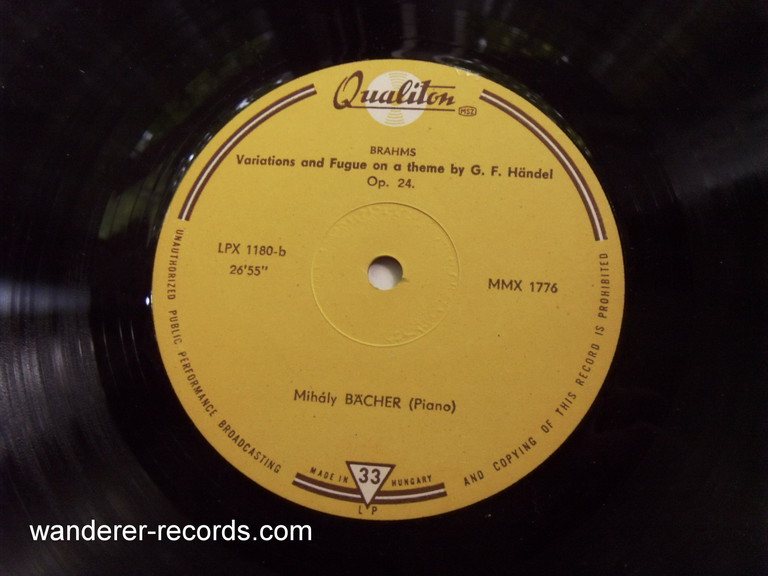 Qualiton
MSZ
BRAHMS
Variations and Fugue on a theme by G. F. Händel
Op. 24.
LPX 1180-b
26'55"
MMX 1776
Mihály BÄCHER (Piano)
UNAUTHORIZED PUBLIC PERFORMANCE BROADCASTING
AND COPYING OF THIS RECORD IS PROHIBITED
MADE IN 33 HUNGARY
LP
wanderer-records.com